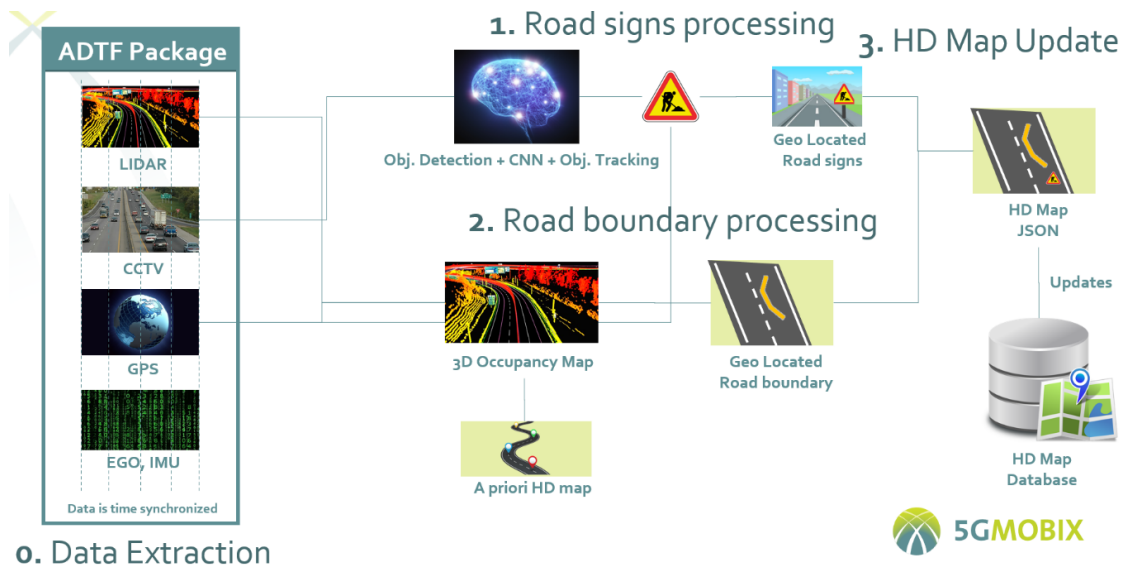 1. Road signs processing
3. HD Map Update
ADTF Package
LIDAR
CCTV
GPS
EGO, IMU
Data is time synchronized
0. Data Extraction
Obj. Detection + CNN + Obj. Tracking
Geo Located
Road signs
2. Road boundary processing
3D Occupancy Map
Geo Located
Road boundary
A priori HD map
HD Map
JSON
Updates
HD Map
Database
5GMOBIX